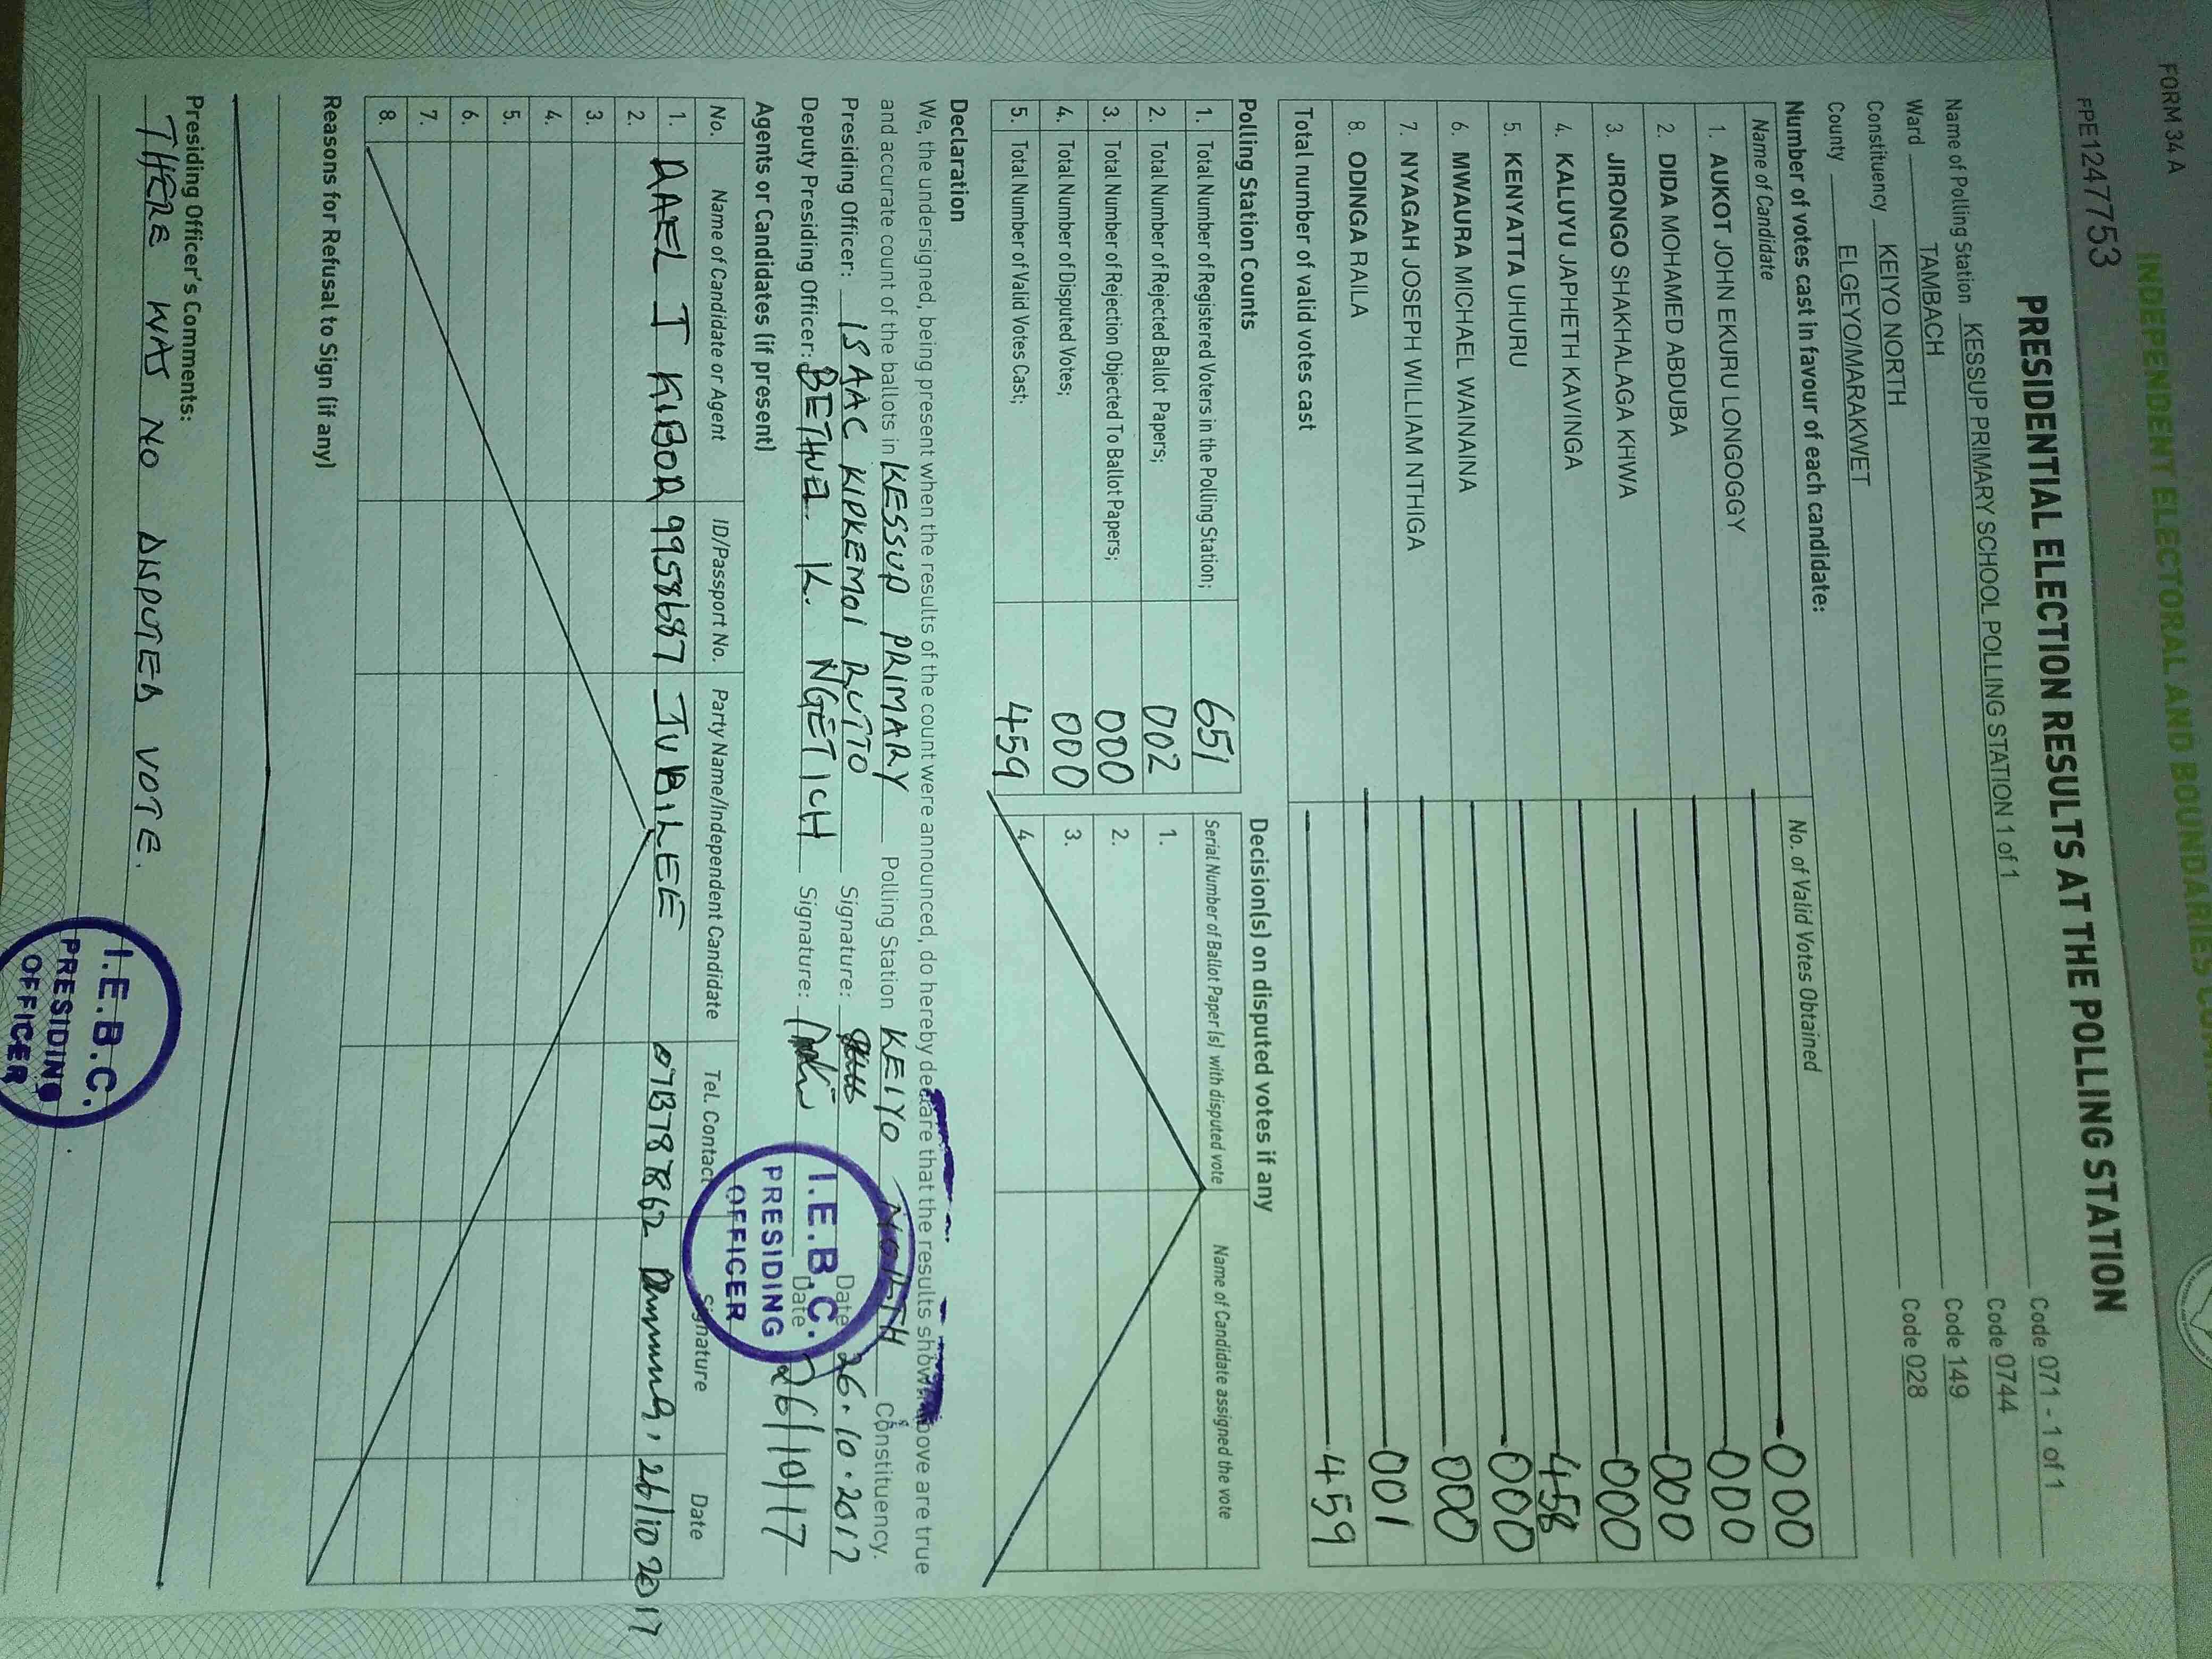 FORM 34 A
INDEPENDENT ELECTORAL AND BOUNDARIES
FPE1247753
PRESIDENTIAL ELECTION RESULTS AT THE POLLING STATION
Name of Polling Station KESSUP PRIMARY SCHOOL POLLING STATION 1 of 1 Code 071 - 1 of 1
Ward TAMBACH Code 0744
Constituency KEIYO NORTH Code 149
County ELGEYO/MARAKWET Code 028
Number of votes cast in favour of each candidate:
Name of Candidate No. of Valid Votes Obtained
1. AUKOT JOHN EKURU LONGOGGY 000
2. DIDA MOHAMED ABDUBA 000
3. JIRONGO SHAKHALAGA KHWA 000
4. KALUYU JAPHETH KAVINGA 000
5. KENYATTA UHURU 458
6. MWAURA MICHAEL WAINAINA 000
7. NYAGAH JOSEPH WILLIAM NTHIGA 000
8. ODINGA RAILA 001
Total number of valid votes cast 459
Polling Station Counts Decision(s) on disputed votes if any
1. Total Number of Registered Voters in the Polling Station; 651 Serial Number of Ballot Paper (s) with disputed vote Name of Candidate assigned the vote
2. Total Number of Rejected Ballot Papers; 002 1.
3. Total Number of Rejection Objected To Ballot Papers; 000 2.
4. Total Number of Disputed Votes; 000 3.
5. Total Number of Valid Votes Cast; 459 4.
Declaration
We, the undersigned, being present when the results of the count were announced, do hereby declare that the results shown above are true
and accurate count of the ballots in KESSUP PRIMARY Polling Station KEIYO NORTH Constituency.
Presiding Officer: ISAAC KIPKEMOI RUTTO Signature: Date 26.10.2017
Deputy Presiding Officer: BETHUEL K. NGETICH Signature: Date 26/10/17
I.E.B.C.
PRESIDING
OFFICER
Agents or Candidates (if present)
No. Name of Candidate or Agent ID/Passport No. Party Name/Independent Candidate Tel. Contact Signature Date
1. KIBOR 99586687 JUBILEE 26/10 2017
2.
3.
4.
5.
6.
7.
8.
Reasons for Refusal to Sign (if any)
Presiding Officer's Comments:
THERE WAS NO DISPUTED VOTE.
I.E.B.C.
PRESIDING
OFFICER